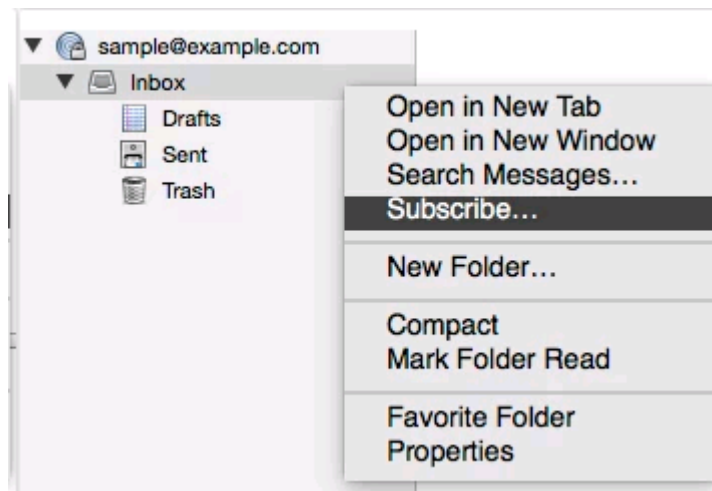 sample@example.com
Inbox
Drafts
Sent
Trash
Open in New Tab
Open in New Window
Search Messages...
Subscribe...
New Folder...
Compact
Mark Folder Read
Favorite Folder
Properties